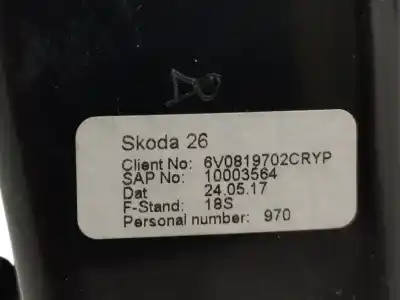 Skoda 26
Client No: 6V0819702CRYP
SAP No: 10003564
Dat 24.05.17
F-Stand: 18S
Personal number: 970